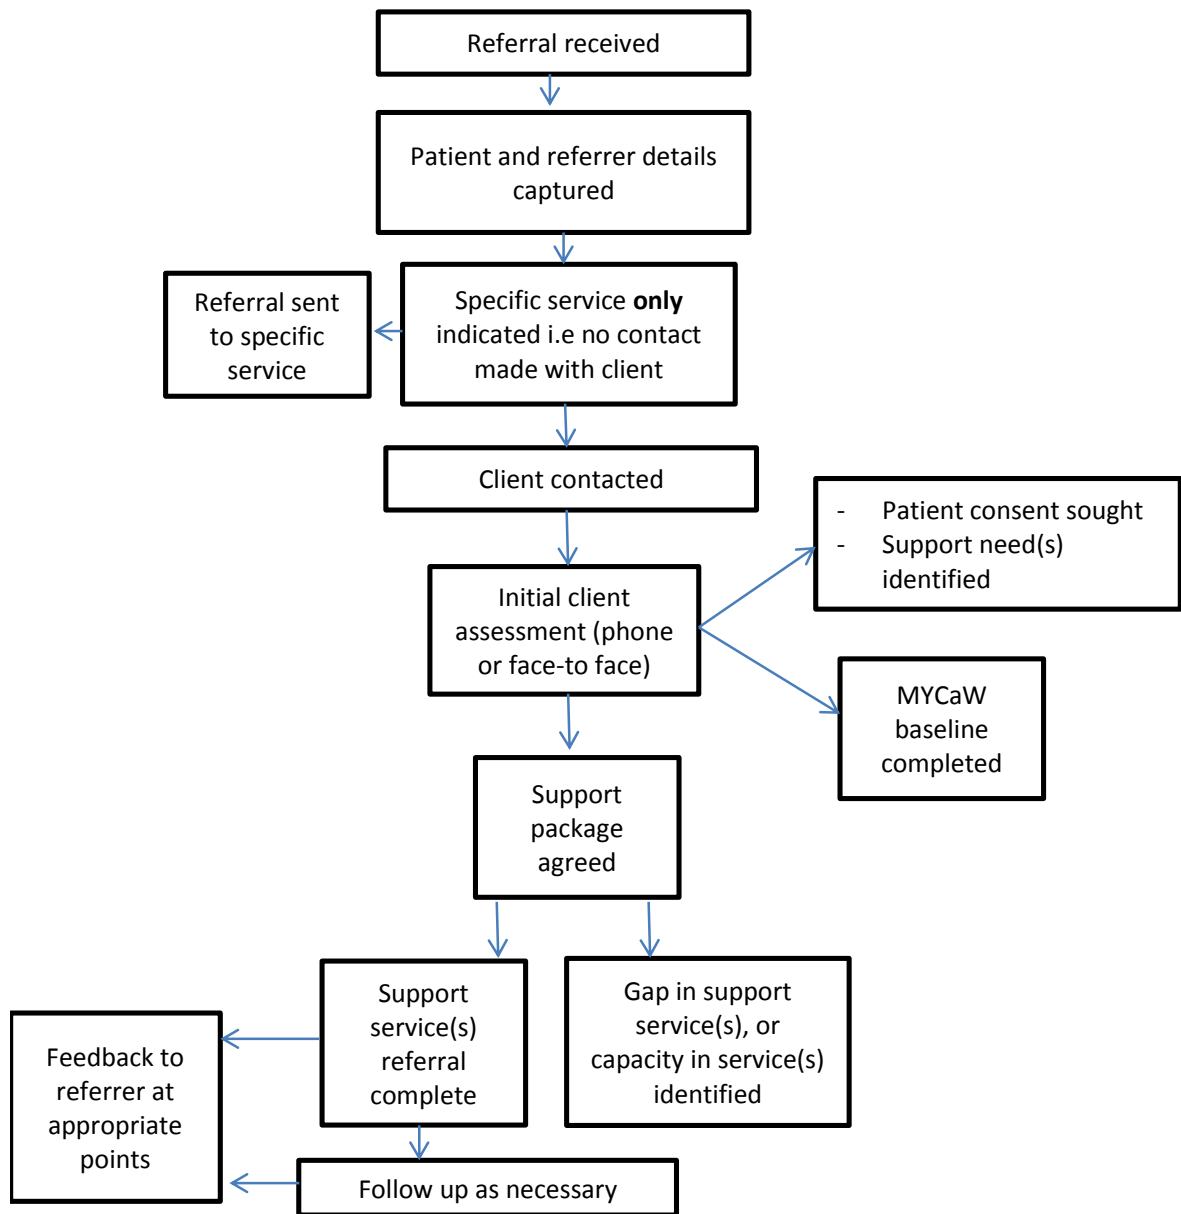 Referral received
Patient and referrer details
captured
Referral sent
to specific
service
Specific service only
indicated i.e no contact
made with client
Client contacted
- Patient consent sought
- Support need(s)
identified
Initial client
assessment (phone
or face-to face)
MYCaW
baseline
completed
Support
package
agreed
Support
service(s)
referral
complete
Gap in support
service(s), or
capacity in service(s)
identified
Feedback to
referrer at
appropriate
points
Follow up as necessary